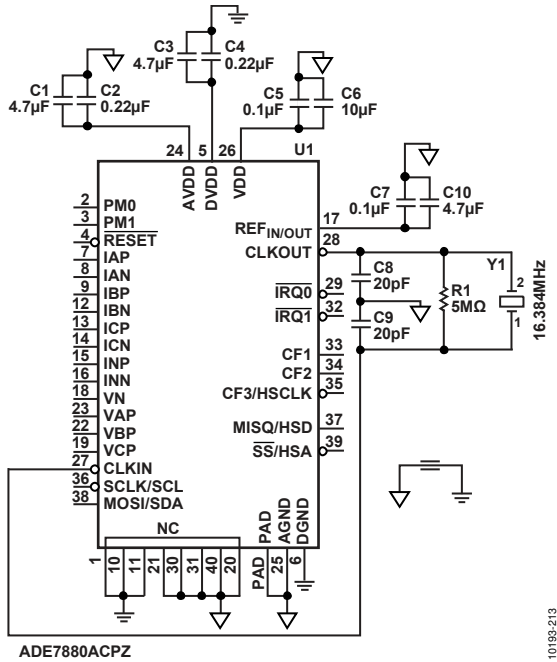 C3
4.7µF
C4
0.22µF
C1
4.7µF
C2
0.22µF
C5
0.1µF
C6
10µF
24
5
26
U1
AVDD
DVDD
VDD
C7
0.1µF
C10
4.7µF
2 PM0
3 PM1
4 RESET
7 IAP
8 IAN
9 IBP
12 IBN
13 ICP
14 ICN
15 INP
16 INN
18 VN
23 VAP
22 VBP
19 VCP
27 CLKIN
36 SCLK/SCL
38 MOSI/SDA
REFIN/OUT 17
CLKOUT 28
IRQ0 29
IRQ1 32
CF1 33
CF2 34
CF3/HSCLK 35
MISQ/HSD 37
SS/HSA 39
C8
20pF
C9
20pF
R1
5MΩ
Y1
2
1
16.384MHz
NC
PAD
AGND
DGND
1
10
11
21
30
31
40
20
PAD
25
6
ADE7880ACPZ
10193-213